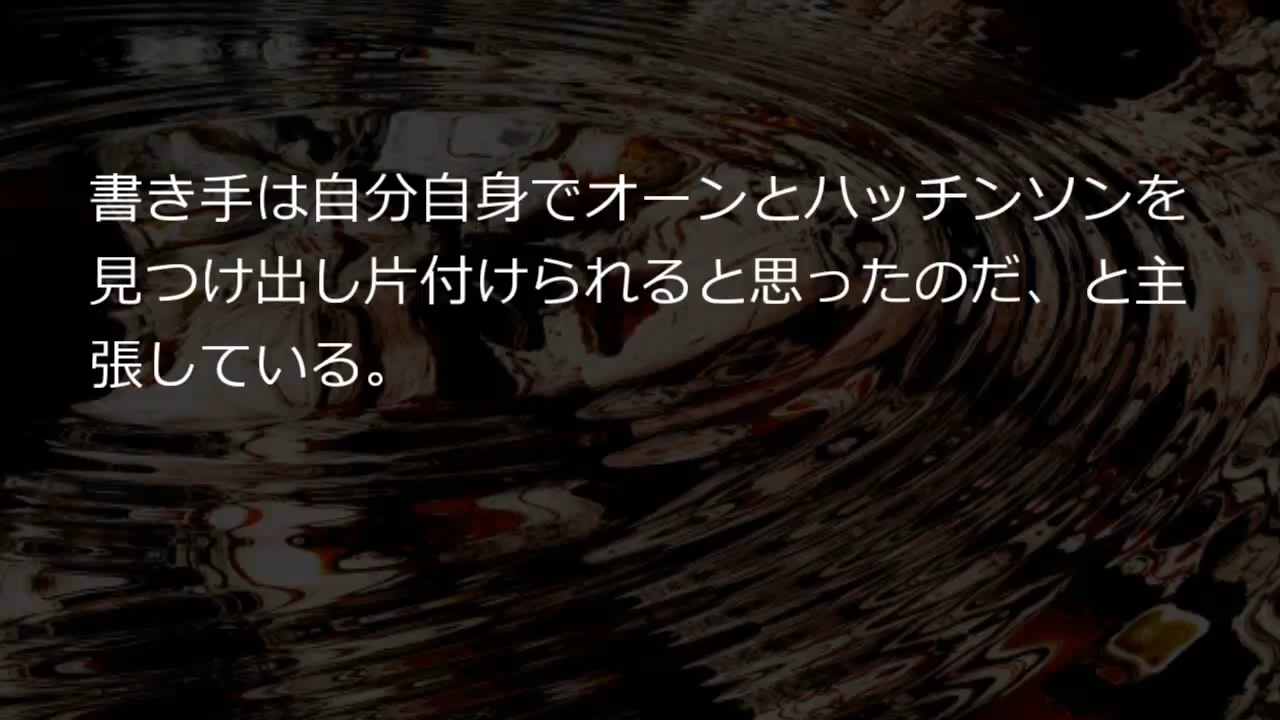 書き手は自分自身でオーンとハッチンソンを
見つけ出し片付けられると思ったのだ、と主
張している。